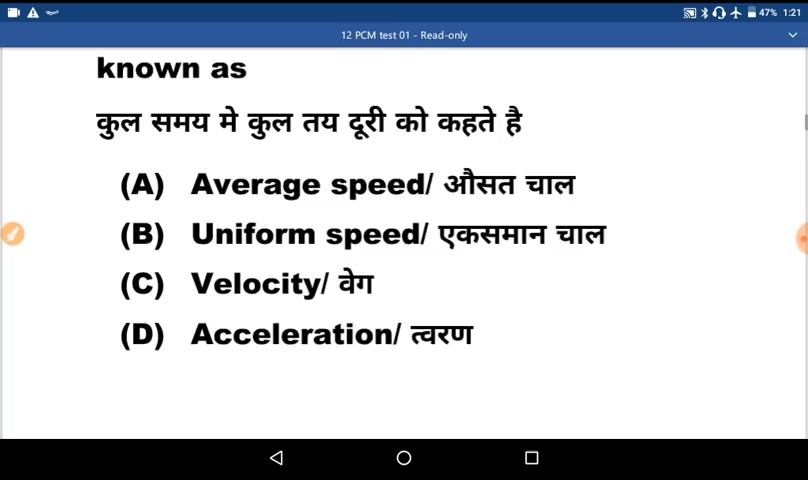 47% 1:21
12 PCM test 01 - Read-only
known as
कुल समय मे कुल तय दूरी को कहते है
(A) Average speed/ औसत चाल
(B) Uniform speed/ एकसमान चाल
(C) Velocity/ वेग
(D) Acceleration/ त्वरण